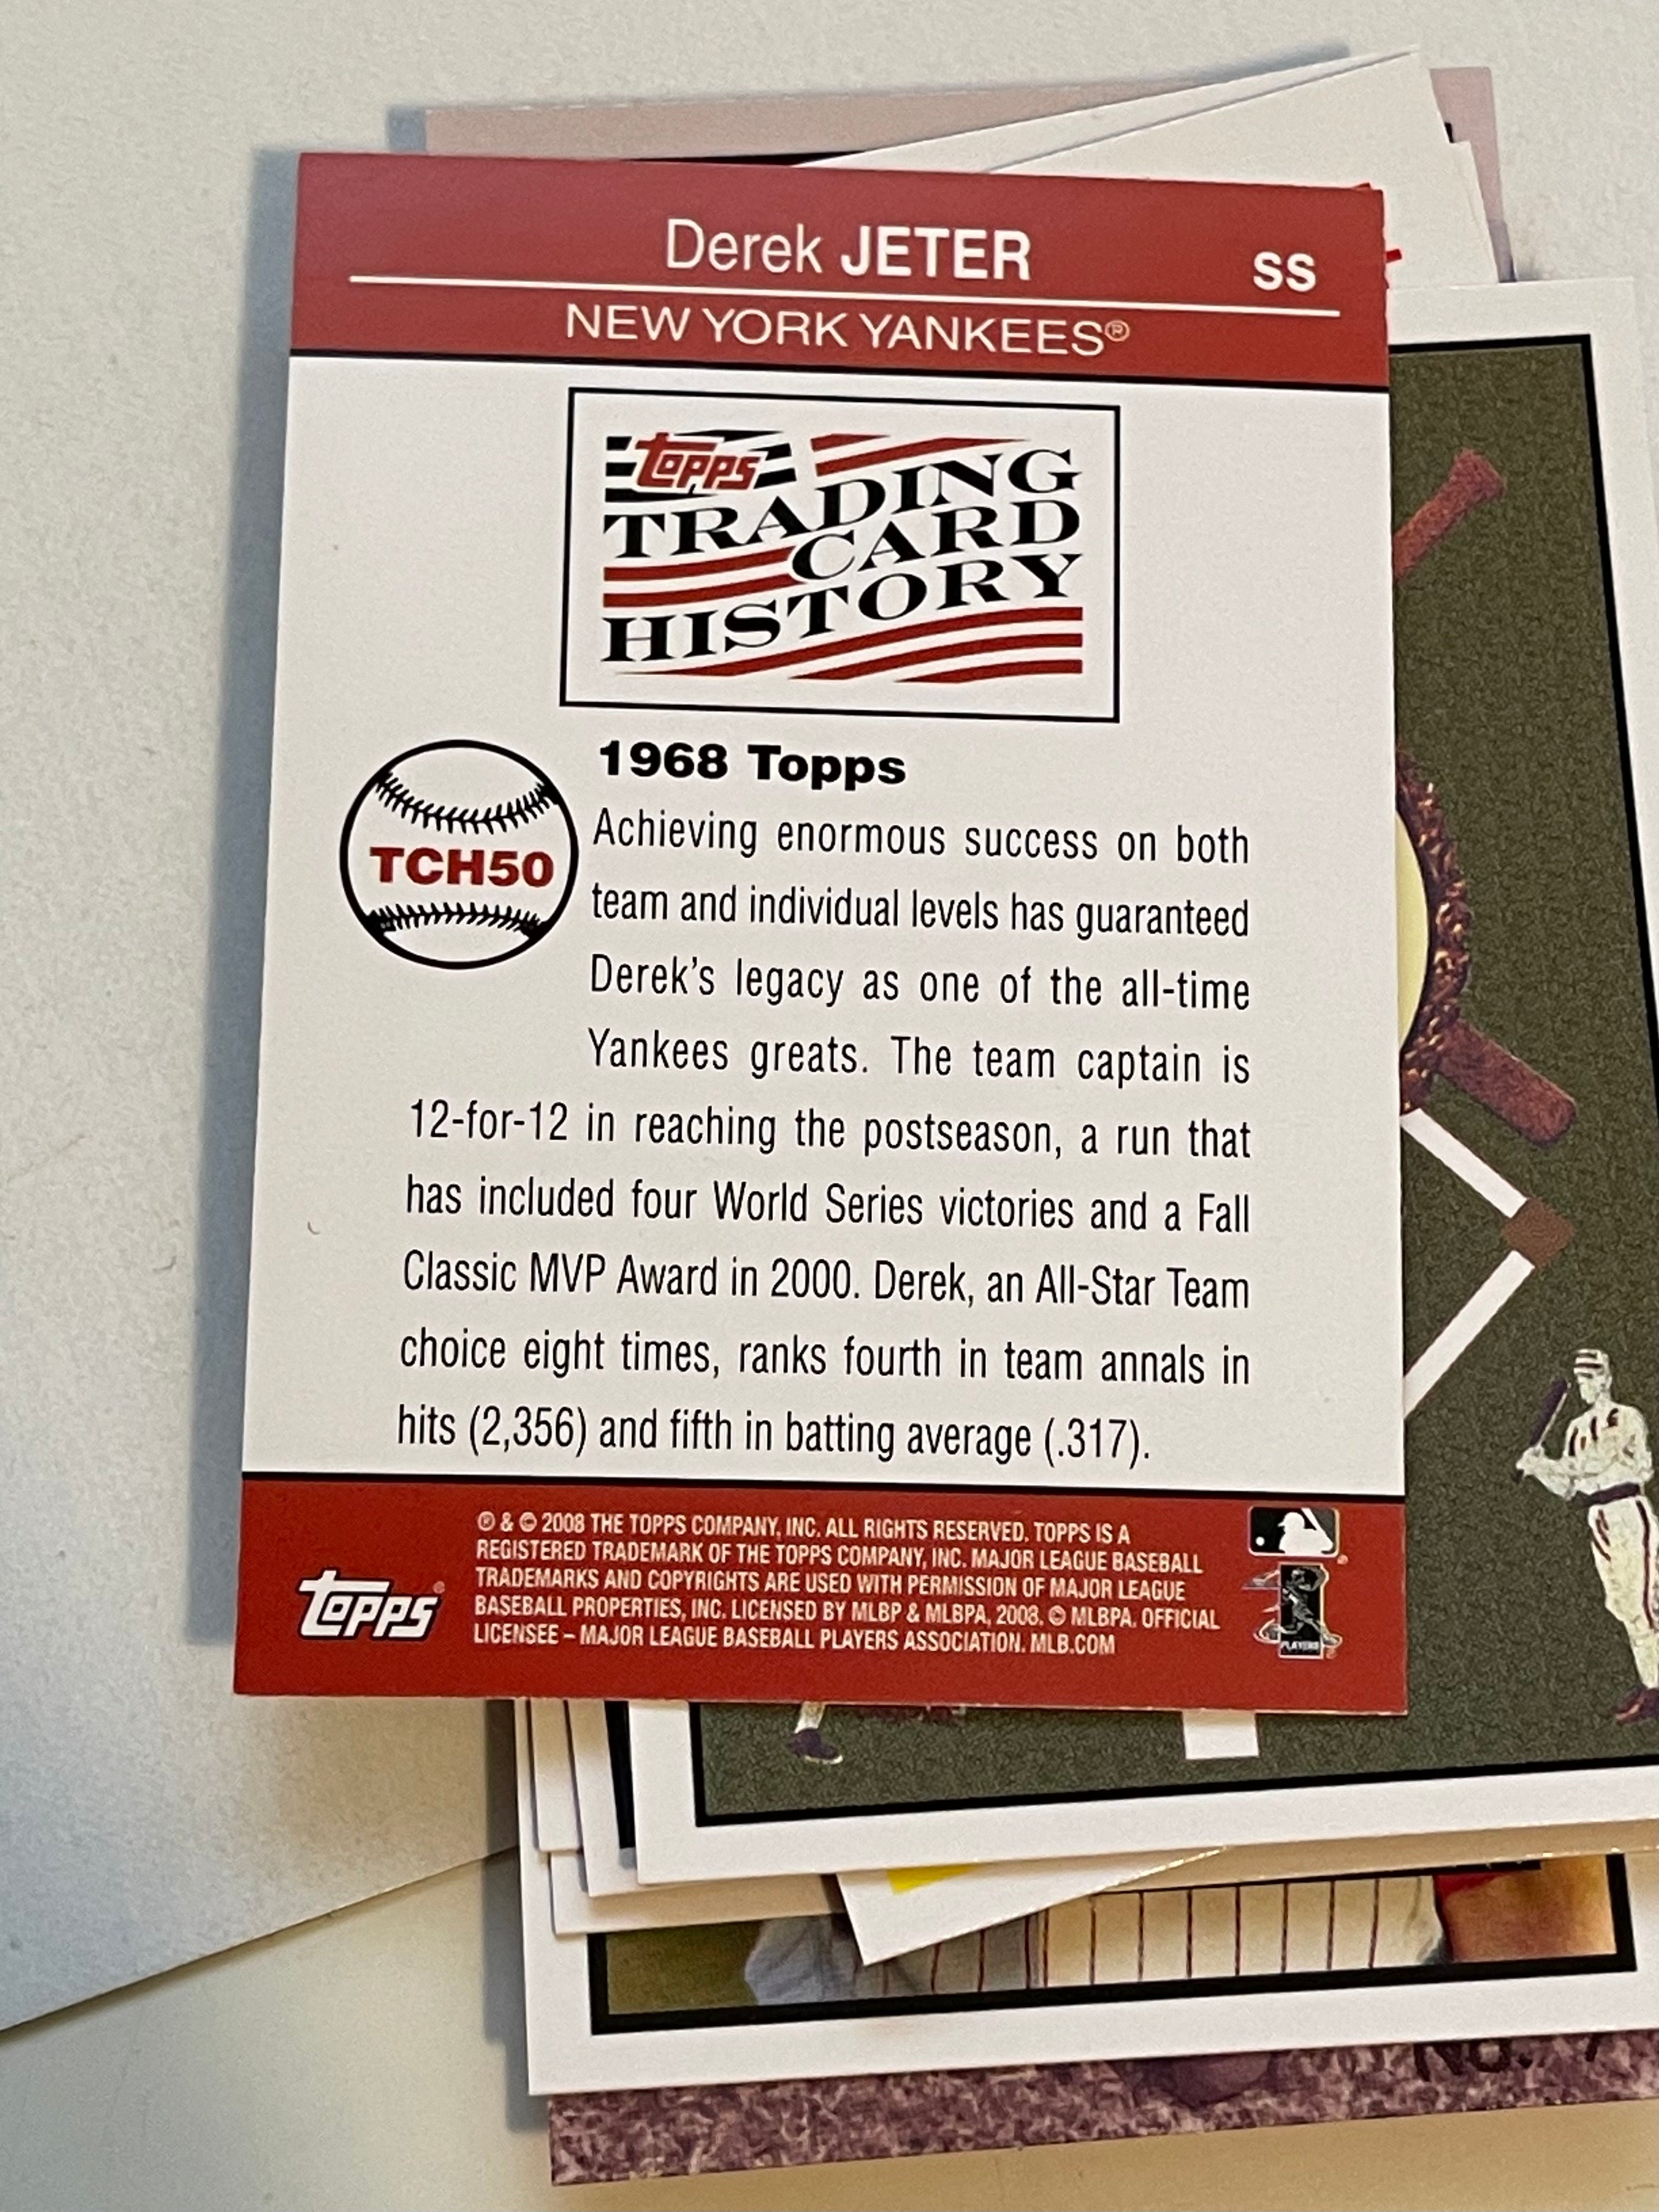 Derek JETER SS
NEW YORK YANKEES®
Topps
TRADING
CARD
HISTORY
1968 Topps
TCH50
Achieving enormous success on both
team and individual levels has guaranteed
Derek's legacy as one of the all-time
Yankees greats. The team captain is
12-for-12 in reaching the postseason, a run that
has included four World Series victories and a Fall
Classic MVP Award in 2000. Derek, an All-Star Team
choice eight times, ranks fourth in team annals in
hits (2,356) and fifth in batting average (.317).
Topps®
® & © 2008 THE TOPPS COMPANY, INC. ALL RIGHTS RESERVED. TOPPS IS A
REGISTERED TRADEMARK OF THE TOPPS COMPANY, INC. MAJOR LEAGUE BASEBALL
TRADEMARKS AND COPYRIGHTS ARE USED WITH PERMISSION OF MAJOR LEAGUE
BASEBALL PROPERTIES, INC. LICENSED BY MLBP & MLBPA, 2008. © MLBPA. OFFICIAL
LICENSEE – MAJOR LEAGUE BASEBALL PLAYERS ASSOCIATION. MLB.COM
PLAYERS
No.